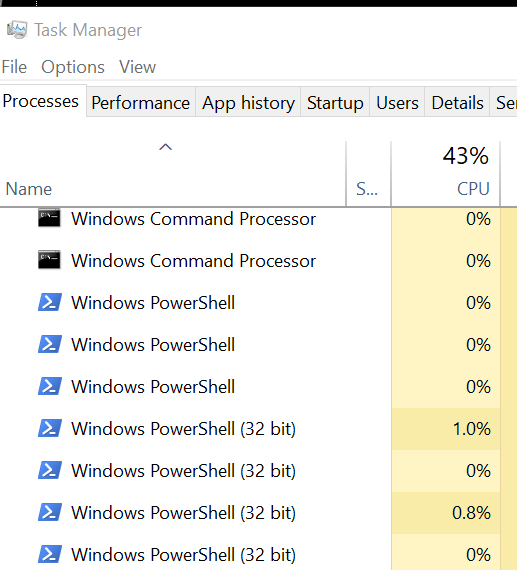 Task Manager
File Options View
Processes Performance App history Startup Users Details Se
43%
Name S... CPU
Windows Command Processor 0%
Windows Command Processor 0%
Windows PowerShell 0%
Windows PowerShell 0%
Windows PowerShell 0%
Windows PowerShell (32 bit) 1.0%
Windows PowerShell (32 bit) 0%
Windows PowerShell (32 bit) 0.8%
Windows PowerShell (32 bit) 0%